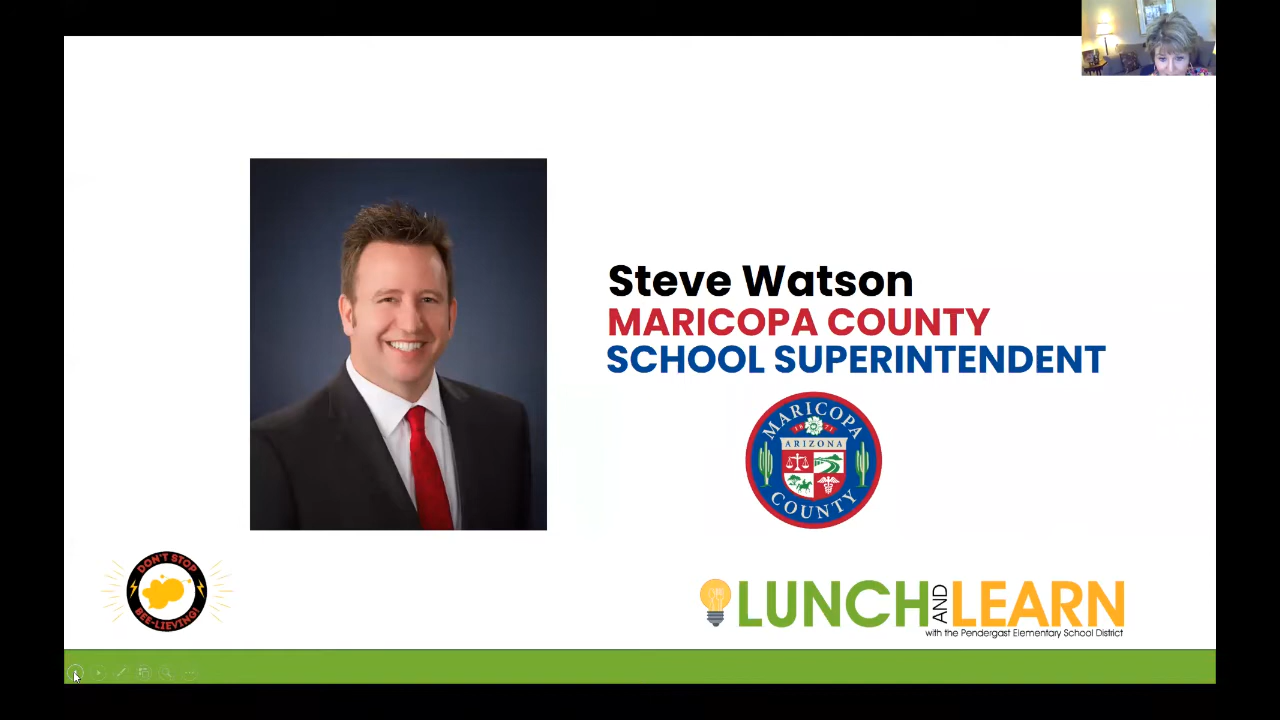 Steve Watson
MARICOPA COUNTY
SCHOOL SUPERINTENDENT
MARICOPA
1871
ARIZONA
COUNTY
DON'T STOP
BEE-LIEVING!
LUNCH AND LEARN
with the Pendergast Elementary School District